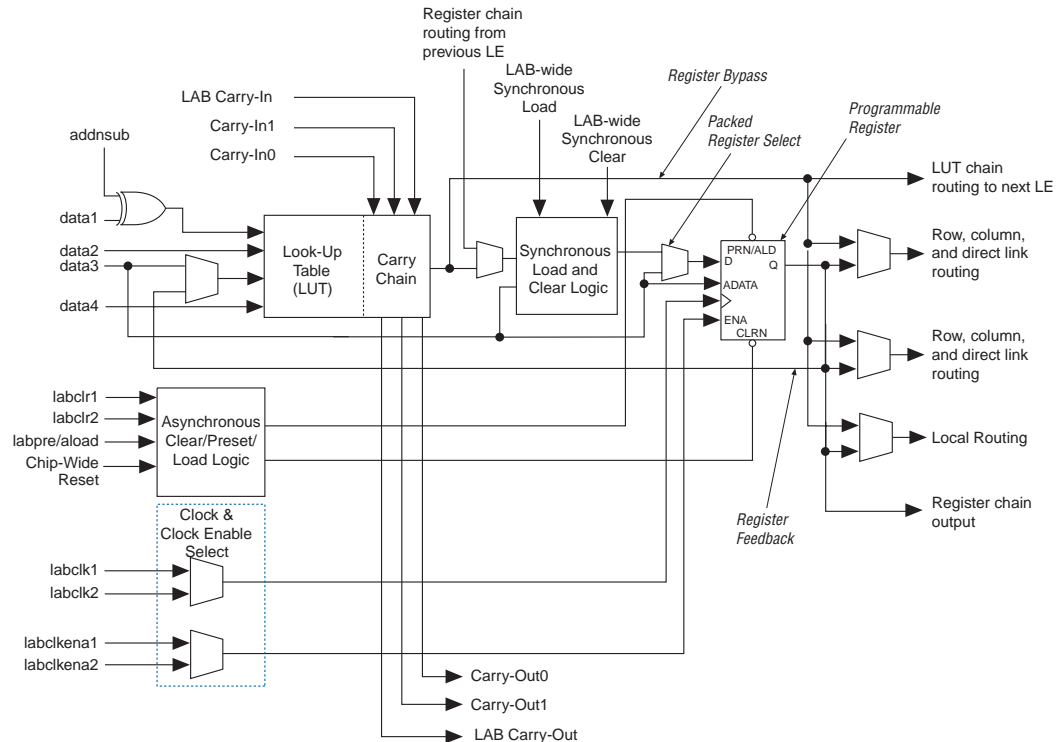 Register chain
routing from
previous LE
LAB-wide
Synchronous
Load
Register Bypass
LAB Carry-In
Carry-In1
Carry-In0
LAB-wide
Synchronous
Clear
Packed
Register Select
Programmable
Register
addnsub
data1
data2
data3
data4
Look-Up
Table
(LUT)
Carry
Chain
Synchronous
Load and
Clear Logic
PRN/ALD
D
Q
ADATA
ENA
CLRN
LUT chain
routing to next LE
Row, column,
and direct link
routing
Row, column,
and direct link
routing
Local Routing
Register chain
output
Register
Feedback
labclr1
labclr2
labpre/aload
Chip-Wide
Reset
Asynchronous
Clear/Preset/
Load Logic
Clock &
Clock Enable
Select
labclk1
labclk2
labclkena1
labclkena2
Carry-Out0
Carry-Out1
LAB Carry-Out